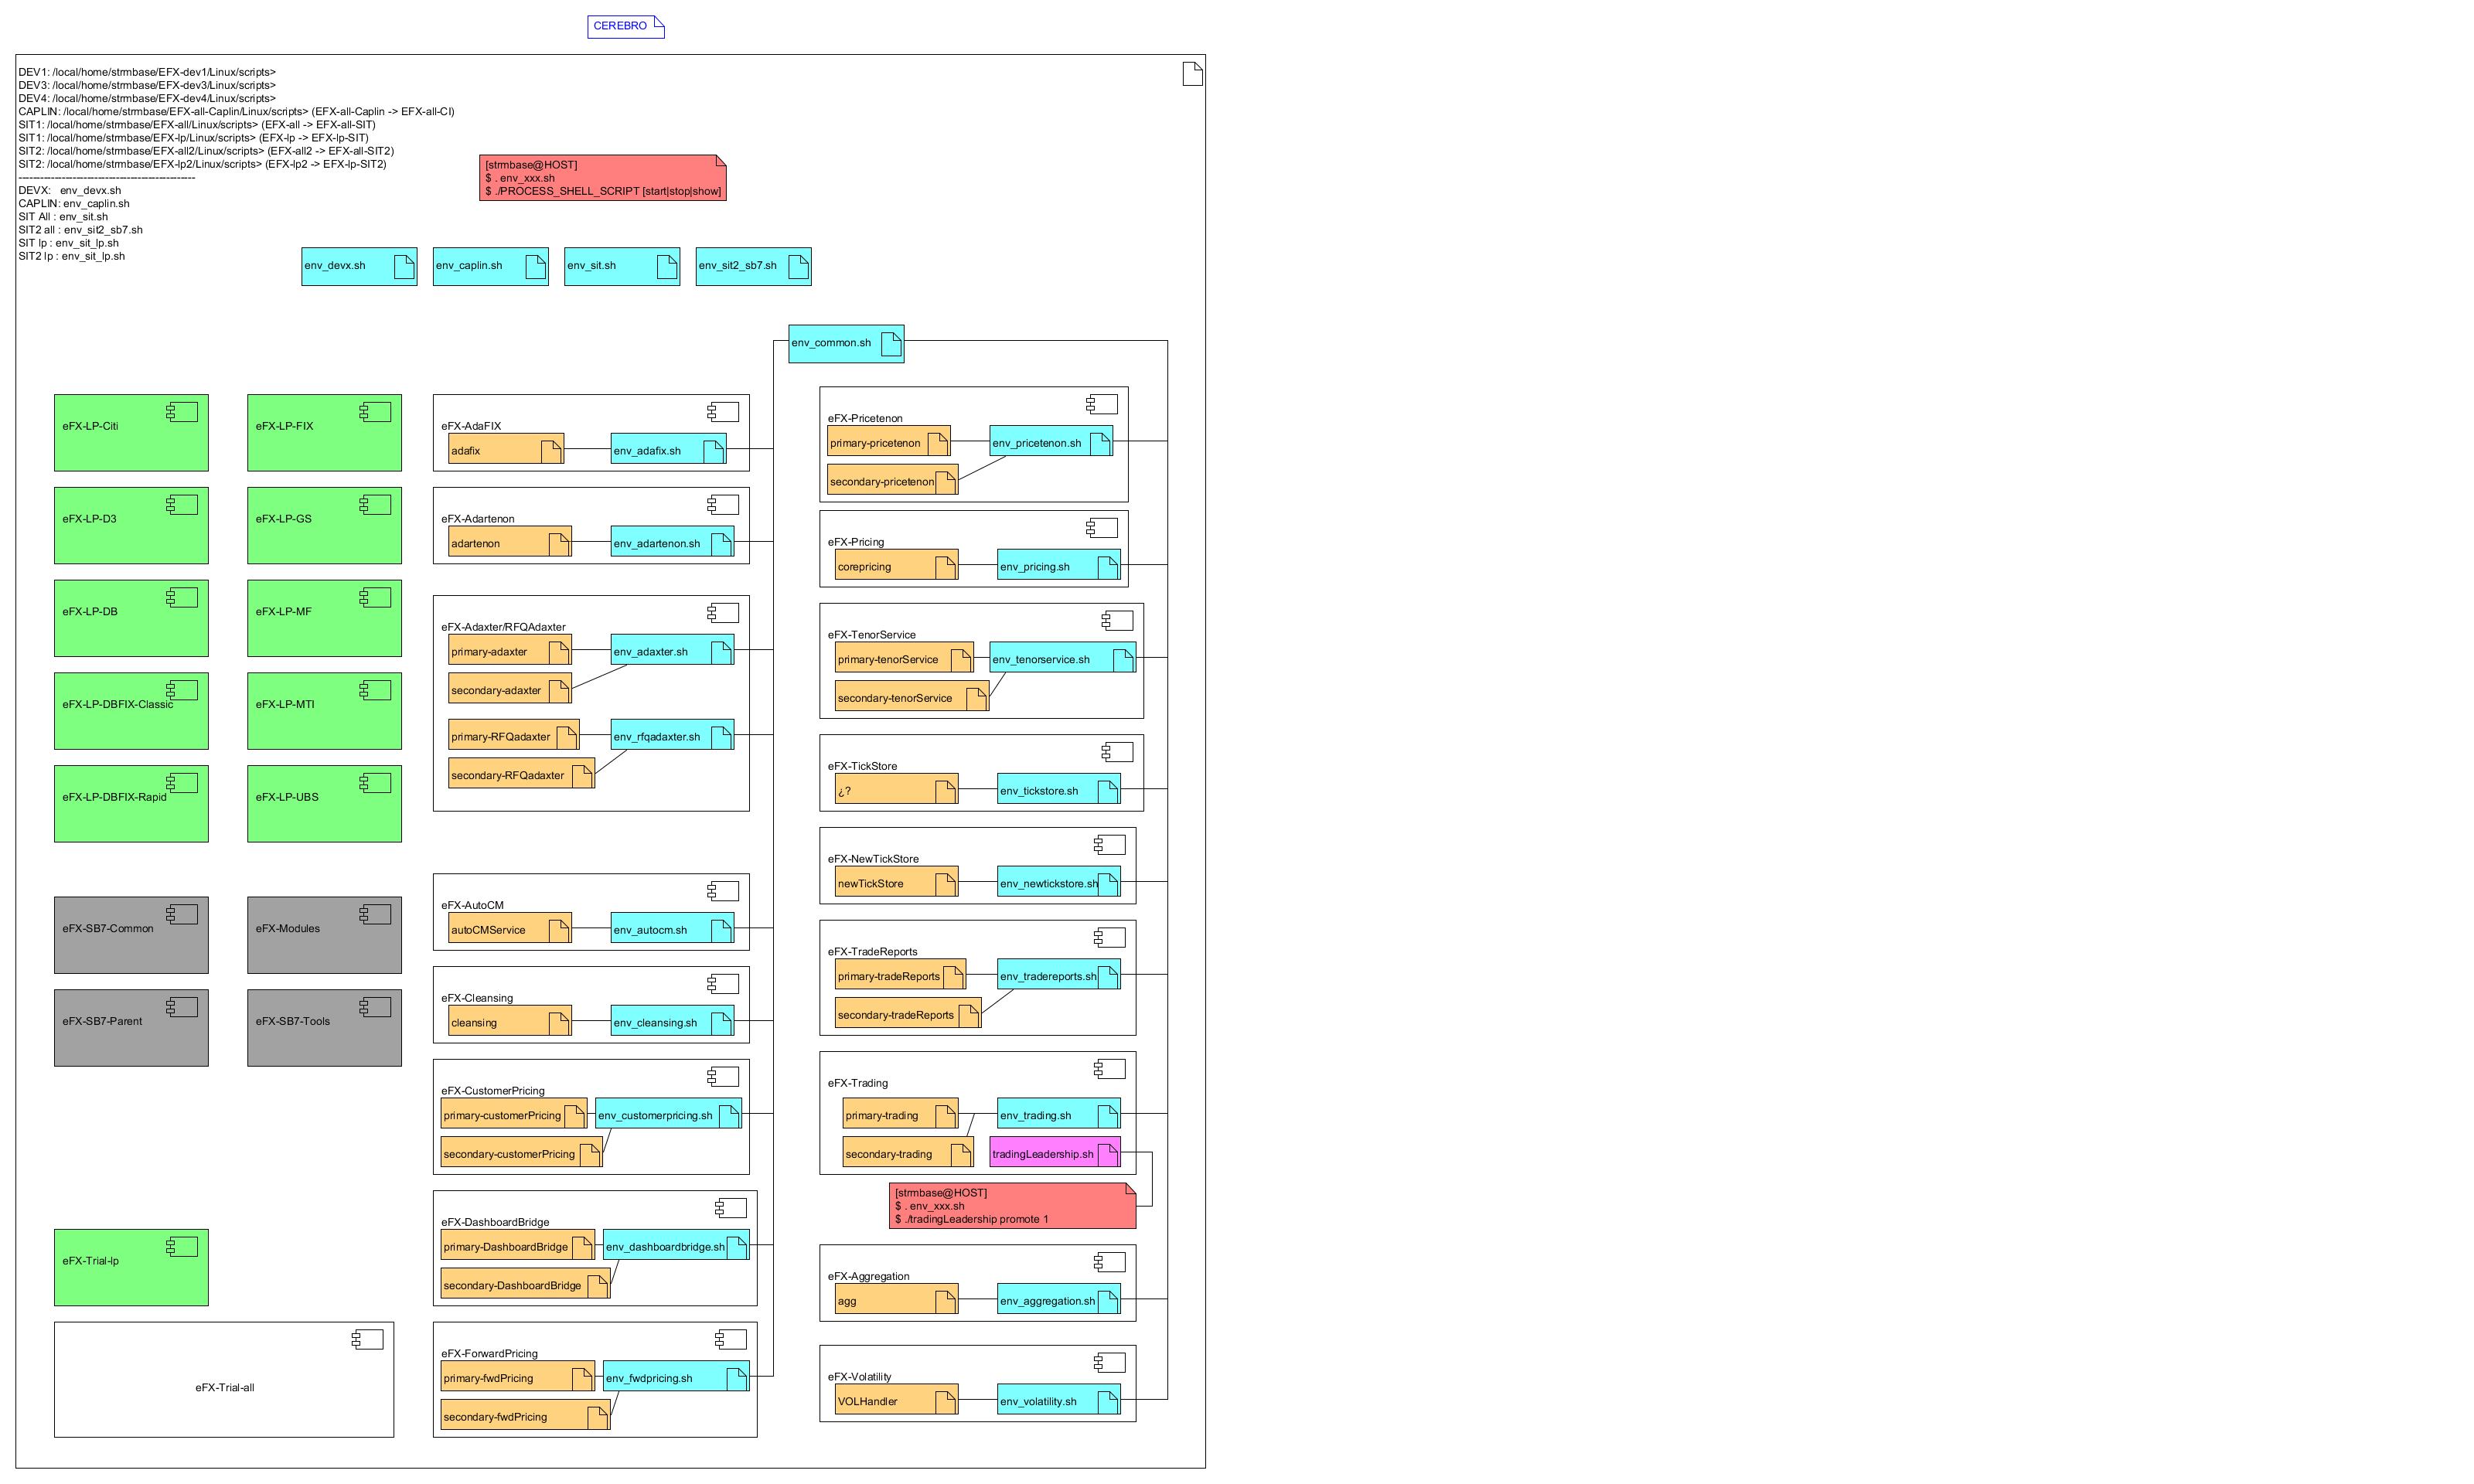 CEREBRO
DEV1: /local/home/strmbase/EFX-dev1/Linux/scripts>
DEV3: /local/home/strmbase/EFX-dev3/Linux/scripts>
DEV4: /local/home/strmbase/EFX-dev4/Linux/scripts>
CAPLIN: /local/home/strmbase/EFX-all-Caplin/Linux/scripts> (EFX-all-Caplin -> EFX-all-CI)
SIT1: /local/home/strmbase/EFX-all/Linux/scripts> (EFX-all -> EFX-all-SIT)
SIT1: /local/home/strmbase/EFX-lp/Linux/scripts> (EFX-lp -> EFX-lp-SIT)
SIT2: /local/home/strmbase/EFX-all2/Linux/scripts> (EFX-all2 -> EFX-all-SIT2)
SIT2: /local/home/strmbase/EFX-lp2/Linux/scripts> (EFX-lp2 -> EFX-lp-SIT2)
-------------------------------------------------
DEVX: env_devx.sh
CAPLIN: env_caplin.sh
SIT All : env_sit.sh
SIT2 all : env_sit2_sb7.sh
SIT lp : env_sit_lp.sh
SIT2 lp : env_sit_lp.sh
[strmbase@HOST]
$ . env_xxx.sh
$ ./PROCESS_SHELL_SCRIPT [start|stop|show]
env_devx.sh
env_caplin.sh
env_sit.sh
env_sit2_sb7.sh
env_common.sh
eFX-LP-Citi
eFX-LP-FIX
eFX-LP-D3
eFX-LP-GS
eFX-LP-DB
eFX-LP-MF
eFX-LP-DBFIX-Classic
eFX-LP-MTI
eFX-LP-DBFIX-Rapid
eFX-LP-UBS
eFX-SB7-Common
eFX-Modules
eFX-SB7-Parent
eFX-SB7-Tools
eFX-Trial-lp
eFX-Trial-all
eFX-AdaFIX
adafix
env_adafix.sh
eFX-Adartenon
adartenon
env_adartenon.sh
eFX-Adaxter/RFQAdaxter
primary-adaxter
env_adaxter.sh
secondary-adaxter
primary-RFQadaxter
env_rfqadaxter.sh
secondary-RFQadaxter
eFX-AutoCM
autoCMService
env_autocm.sh
eFX-Cleansing
cleansing
env_cleansing.sh
eFX-CustomerPricing
primary-customerPricing
env_customerpricing.sh
secondary-customerPricing
eFX-DashboardBridge
primary-DashboardBridge
env_dashboardbridge.sh
secondary-DashboardBridge
eFX-ForwardPricing
primary-fwdPricing
env_fwdpricing.sh
secondary-fwdPricing
eFX-Pricetenon
primary-pricetenon
env_pricetenon.sh
secondary-pricetenon
eFX-Pricing
corepricing
env_pricing.sh
eFX-TenorService
primary-tenorService
env_tenorservice.sh
secondary-tenorService
eFX-TickStore
¿?
env_tickstore.sh
eFX-NewTickStore
newTickStore
env_newtickstore.sh
eFX-TradeReports
primary-tradeReports
env_tradereports.sh
secondary-tradeReports
eFX-Trading
primary-trading
env_trading.sh
secondary-trading
tradingLeadership.sh
[strmbase@HOST]
$ . env_xxx.sh
$ ./tradingLeadership promote 1
eFX-Aggregation
agg
env_aggregation.sh
eFX-Volatility
VOLHandler
env_volatility.sh